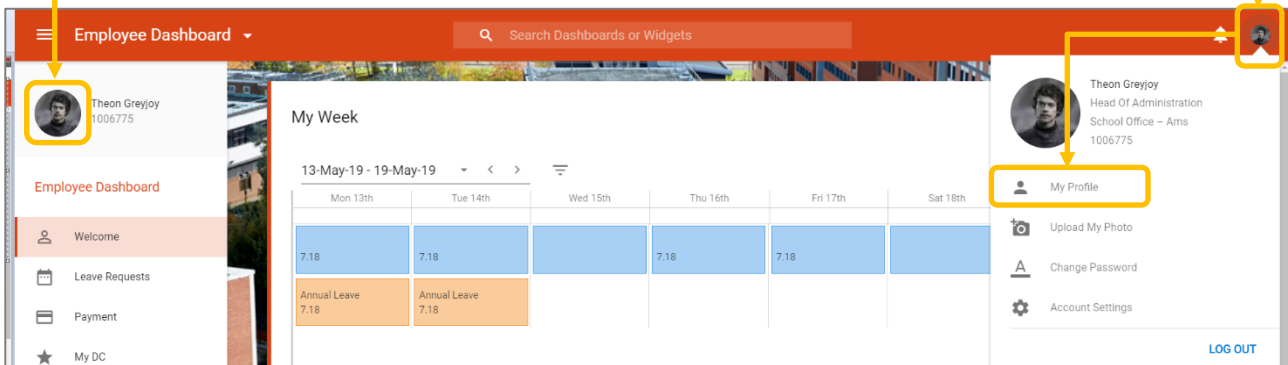 Employee Dashboard
Search Dashboards or Widgets
Theon Greyjoy
1006775
Employee Dashboard
Welcome
Leave Requests
Payment
My DC
My Week
13-May-19 - 19-May-19
Mon 13th Tue 14th Wed 15th Thu 16th Fri 17th Sat 18th
7.18 7.18 7.18 7.18
Annual Leave Annual Leave
7.18 7.18
Theon Greyjoy
Head Of Administration
School Office – Ams
1006775
My Profile
Upload My Photo
Change Password
Account Settings
LOG OUT